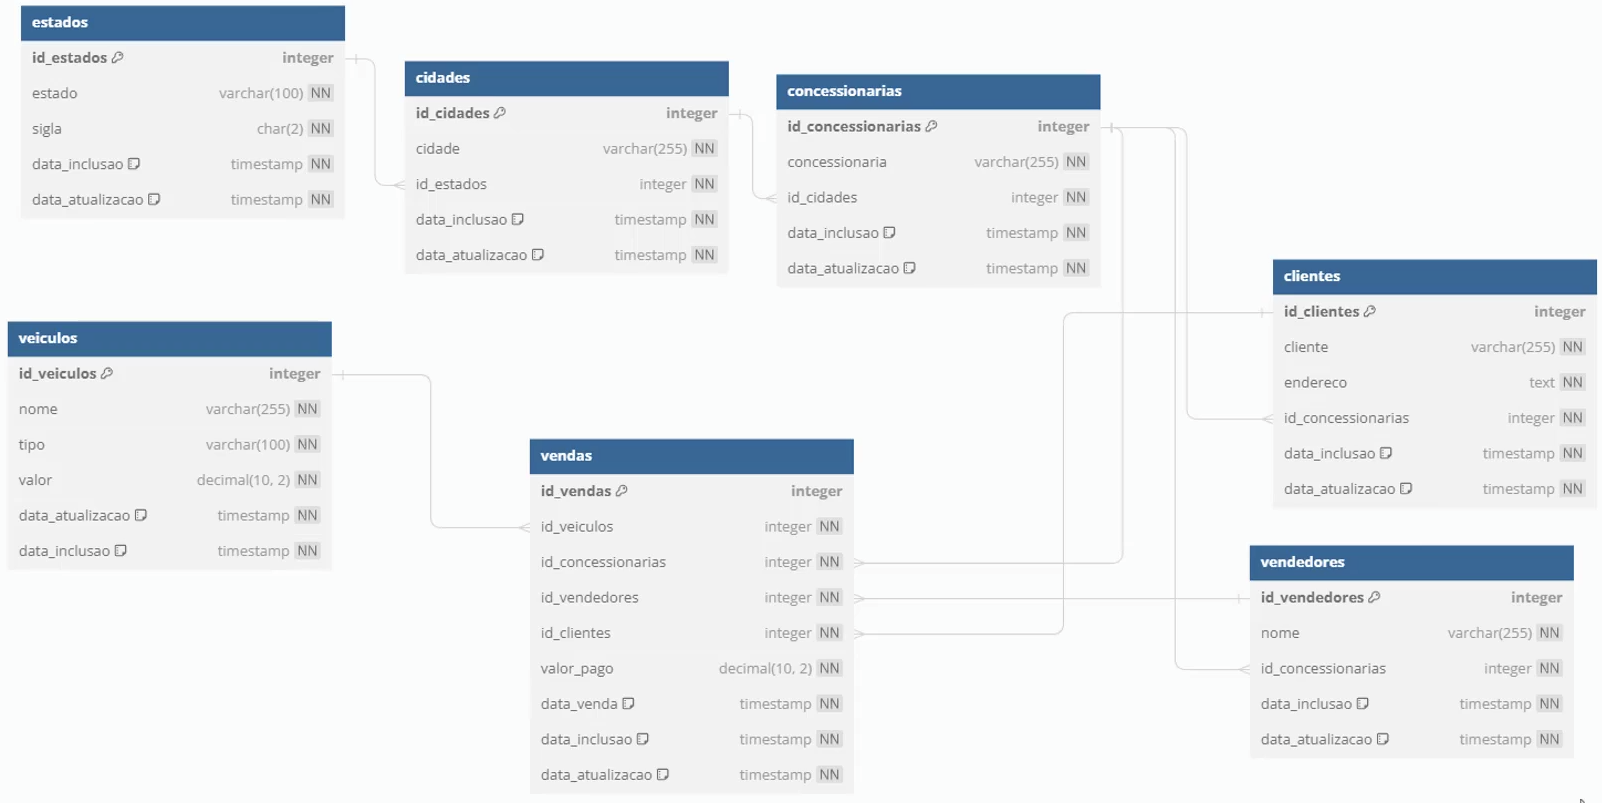 estados
id_estados integer
estado varchar(100) NN
sigla char(2) NN
data_inclusao timestamp NN
data_atualizacao timestamp NN
cidades
id_cidades integer
cidade varchar(255) NN
id_estados integer NN
data_inclusao timestamp NN
data_atualizacao timestamp NN
concessionarias
id_concessionarias integer
concessionaria varchar(255) NN
id_cidades integer NN
data_inclusao timestamp NN
data_atualizacao timestamp NN
clientes
id_clientes integer
cliente varchar(255) NN
endereco text NN
id_concessionarias integer NN
data_inclusao timestamp NN
data_atualizacao timestamp NN
veiculos
id_veiculos integer
nome varchar(255) NN
tipo varchar(100) NN
valor decimal(10, 2) NN
data_atualizacao timestamp NN
data_inclusao timestamp NN
vendas
id_vendas integer
id_veiculos integer NN
id_concessionarias integer NN
id_vendedores integer NN
id_clientes integer NN
valor_pago decimal(10, 2) NN
data_venda timestamp NN
data_inclusao timestamp NN
data_atualizacao timestamp NN
vendedores
id_vendedores integer
nome varchar(255) NN
id_concessionarias integer NN
data_inclusao timestamp NN
data_atualizacao timestamp NN